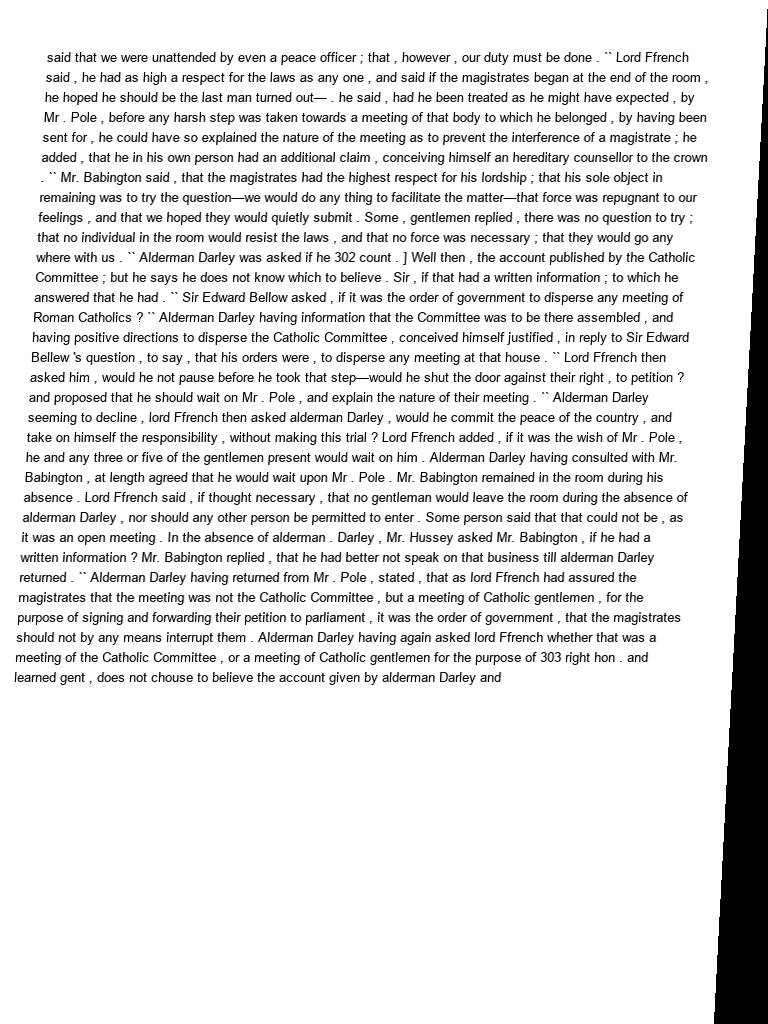 said that we were unattended by even a peace officer ; that , however , our duty must be done . `` Lord Ffrench
said , he had as high a respect for the laws as any one , and said if the magistrates began at the end of the room ,
he hoped he should be the last man turned out— . he said , had he been treated as he might have expected , by
Mr . Pole , before any harsh step was taken towards a meeting of that body to which he belonged , by having been
sent for , he could have so explained the nature of the meeting as to prevent the interference of a magistrate ; he
added , that he in his own person had an additional claim , conceiving himself an hereditary counsellor to the crown
. `` Mr. Babington said , that the magistrates had the highest respect for his lordship ; that his sole object in
remaining was to try the question—we would do any thing to facilitate the matter—that force was repugnant to our
feelings , and that we hoped they would quietly submit . Some , gentlemen replied , there was no question to try ;
that no individual in the room would resist the laws , and that no force was necessary ; that they would go any
where with us . `` Alderman Darley was asked if he 302 count . ] Well then , the account published by the Catholic
Committee ; but he says he does not know which to believe . Sir , if that had a written information ; to which he
answered that he had . `` Sir Edward Bellow asked , if it was the order of government to disperse any meeting of
Roman Catholics ? `` Alderman Darley having information that the Committee was to be there assembled , and
having positive directions to disperse the Catholic Committee , conceived himself justified , in reply to Sir Edward
Bellew 's question , to say , that his orders were , to disperse any meeting at that house . `` Lord Ffrench then
asked him , would he not pause before he took that step—would he shut the door against their right , to petition ?
and proposed that he should wait on Mr . Pole , and explain the nature of their meeting . `` Alderman Darley
seeming to decline , lord Ffrench then asked alderman Darley , would he commit the peace of the country , and
take on himself the responsibility , without making this trial ? Lord Ffrench added , if it was the wish of Mr . Pole ,
he and any three or five of the gentlemen present would wait on him . Alderman Darley having consulted with Mr.
Babington , at length agreed that he would wait upon Mr . Pole . Mr. Babington remained in the room during his
absence . Lord Ffrench said , if thought necessary , that no gentleman would leave the room during the absence of
alderman Darley , nor should any other person be permitted to enter . Some person said that that could not be , as
it was an open meeting . In the absence of alderman . Darley , Mr. Hussey asked Mr. Babington , if he had a
written information ? Mr. Babington replied , that he had better not speak on that business till alderman Darley
returned . `` Alderman Darley having returned from Mr . Pole , stated , that as lord Ffrench had assured the
magistrates that the meeting was not the Catholic Committee , but a meeting of Catholic gentlemen , for the
purpose of signing and forwarding their petition to parliament , it was the order of government , that the magistrates
should not by any means interrupt them . Alderman Darley having again asked lord Ffrench whether that was a
meeting of the Catholic Committee , or a meeting of Catholic gentlemen for the purpose of 303 right hon . and
learned gent , does not chouse to believe the account given by alderman Darley and